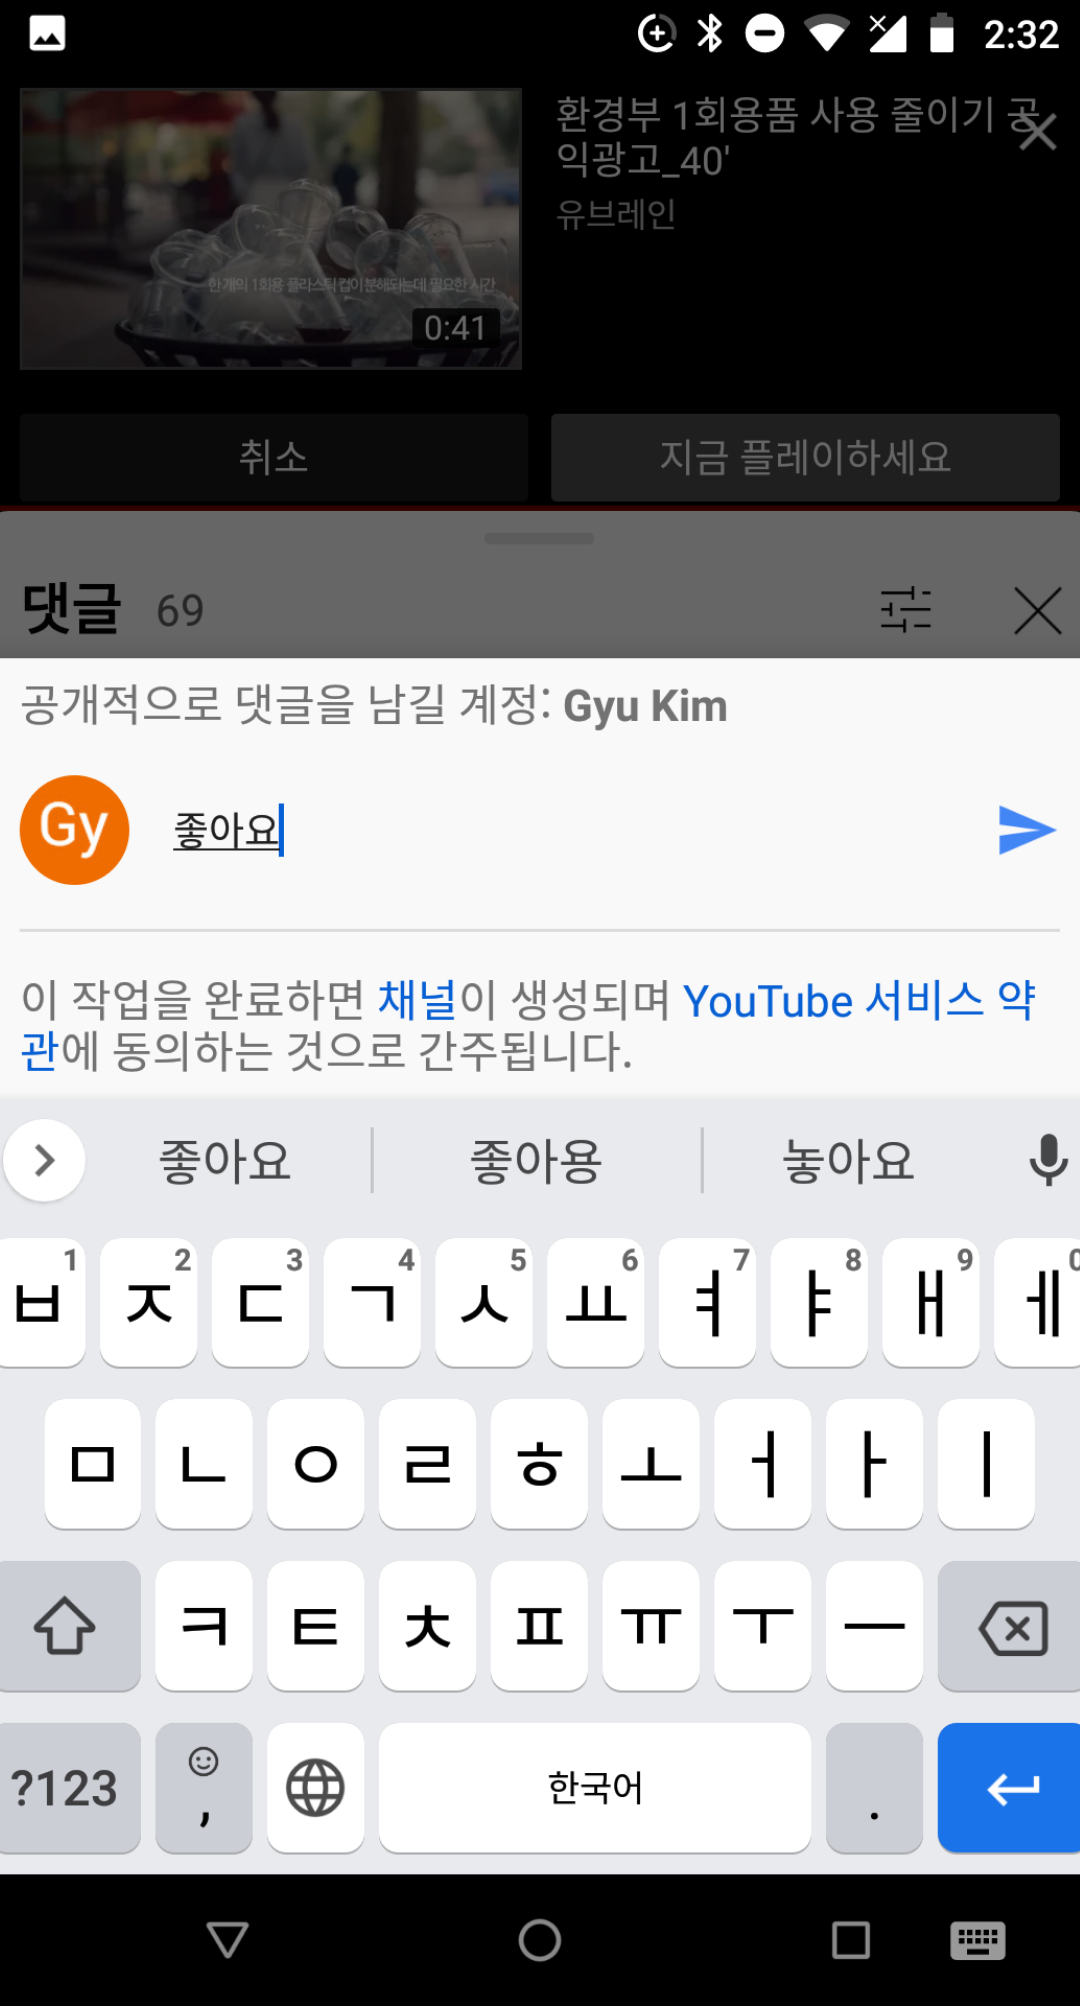 2:32
환경부 1회용품 사용 줄이기 공
익광고_40'
유브레인
한개의 1회용 플라스틱 컵이 분해되는데 필요한 시간
0:41
취소
지금 플레이하세요
댓글 69
공개적으로 댓글을 남길 계정: Gyu Kim
Gy
좋아요
이 작업을 완료하면 채널이 생성되며 YouTube 서비스 약
관에 동의하는 것으로 간주됩니다.
좋아요 좋아용 놓아요
1 2 3 4 5 6 7 8 9 0
ㅂ ㅈ ㄷ ㄱ ㅅ ㅛ ㅕ ㅑ ㅐ ㅔ
ㅁ ㄴ ㅇ ㄹ ㅎ ㅗ ㅓ ㅏ ㅣ
ㅋ ㅌ ㅊ ㅍ ㅠ ㅜ ㅡ
?123 , 한국어 .